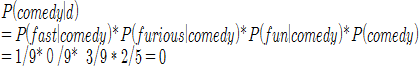 P(comedy|d)
= P(fast|comedy)* P(furious|comedy)* P(fun|comedy)* P(comedy)
= 1/9* 0 /9* 3/9 * 2/5 = 0